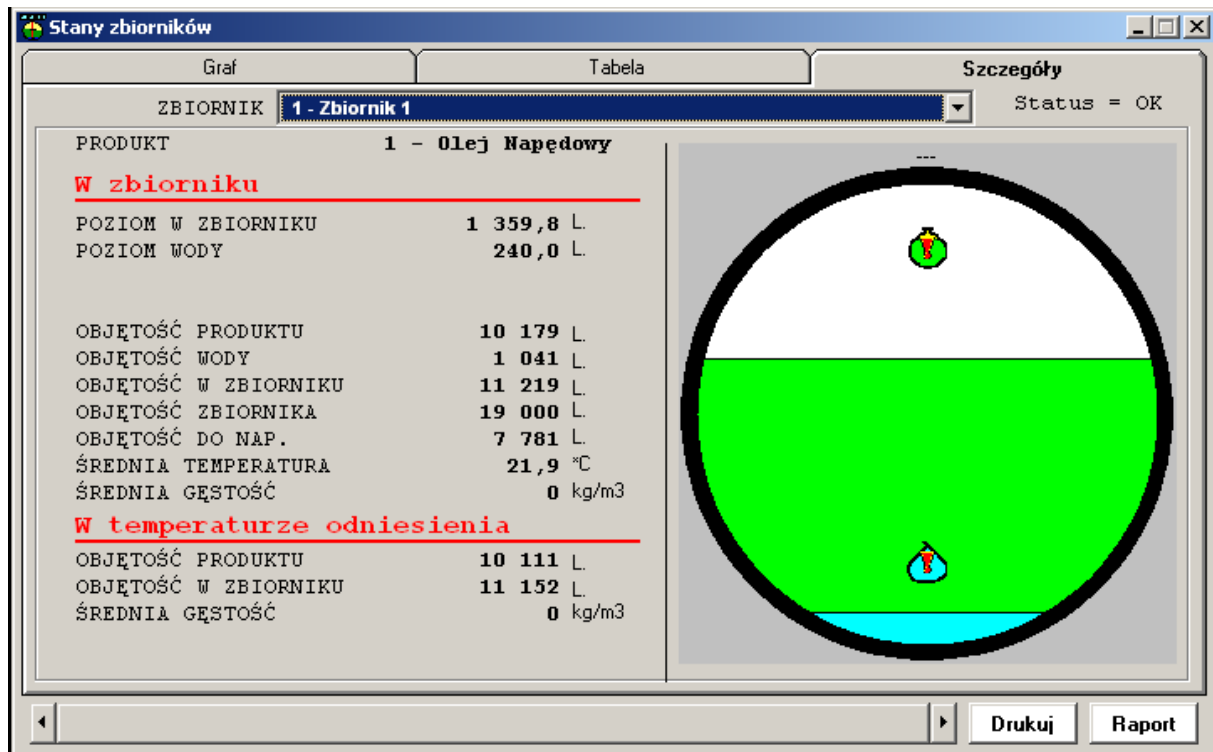 Stany zbiorników
Graf Tabela Szczegóły
ZBIORNIK 1 - Zbiornik 1 Status = OK
PRODUKT 1 - Olej Napędowy
---
W zbiorniku
POZIOM W ZBIORNIKU 1 359,8 L.
POZIOM WODY 240,0 L.
OBJĘTOŚĆ PRODUKTU 10 179 L.
OBJĘTOŚĆ WODY 1 041 L.
OBJĘTOŚĆ W ZBIORNIKU 11 219 L.
OBJĘTOŚĆ ZBIORNIKA 19 000 L.
OBJĘTOŚĆ DO NAP. 7 781 L.
ŚREDNIA TEMPERATURA 21,9 °C
ŚREDNIA GĘSTOŚĆ 0 kg/m3
W temperaturze odniesienia
OBJĘTOŚĆ PRODUKTU 10 111 L.
OBJĘTOŚĆ W ZBIORNIKU 11 152 L.
ŚREDNIA GĘSTOŚĆ 0 kg/m3
Drukuj Raport